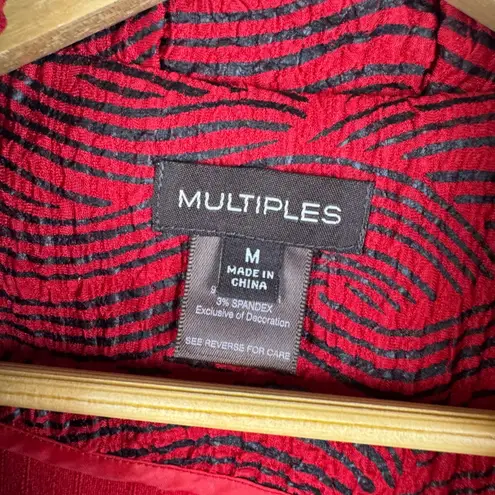 MULTIPLES
M
MADE IN
CHINA
3% SPANDEX
Exclusive of Decoration
SEE REVERSE FOR CARE